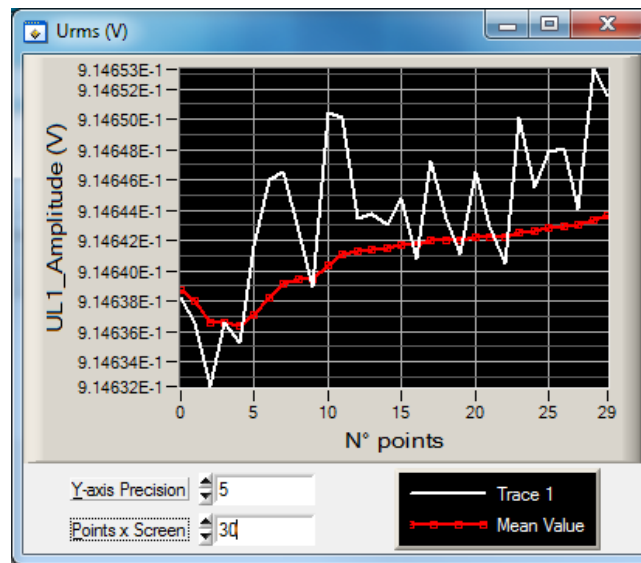 Urms (V)
UL1_Amplitude (V)
9.14653E-1
9.14652E-1
9.14650E-1
9.14648E-1
9.14646E-1
9.14644E-1
9.14642E-1
9.14640E-1
9.14638E-1
9.14636E-1
9.14634E-1
9.14632E-1
0 5 10 15 20 25 29
N° points
Y-axis Precision 5
Points x Screen 30
Trace 1
Mean Value